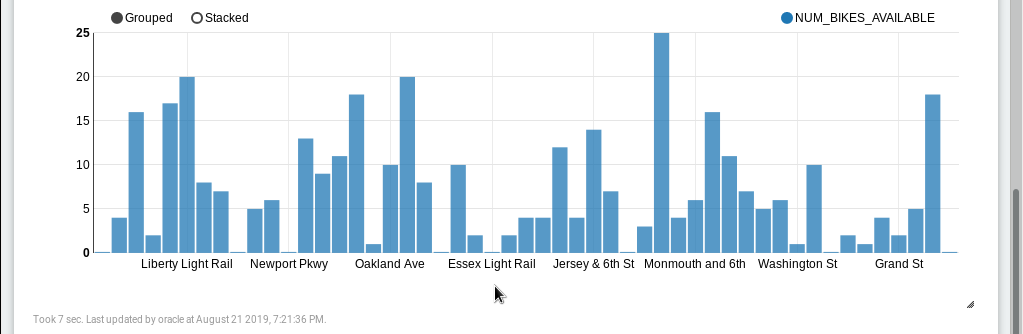 Grouped Stacked NUM_BIKES_AVAILABLE
25
20
15
10
5
0
Liberty Light Rail Newport Pkwy Oakland Ave Essex Light Rail Jersey & 6th St Monmouth and 6th Washington St Grand St
Took 7 sec. Last updated by oracle at August 21 2019, 7:21:36 PM.